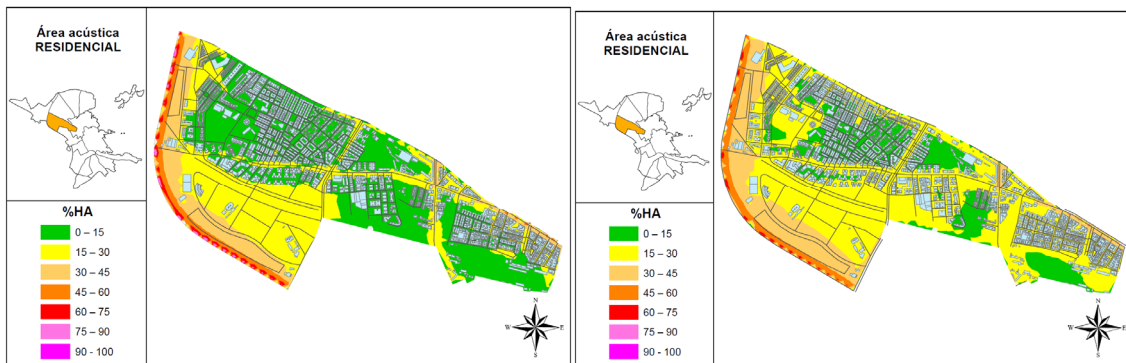 Área acústica
RESIDENCIAL
%HA
0 – 15
15 – 30
30 – 45
45 – 60
60 – 75
75 – 90
90 - 100
N
W
E
S
Área acústica
RESIDENCIAL
%HA
0 – 15
15 – 30
30 – 45
45 – 60
60 – 75
75 – 90
90 - 100
N
W
E
S